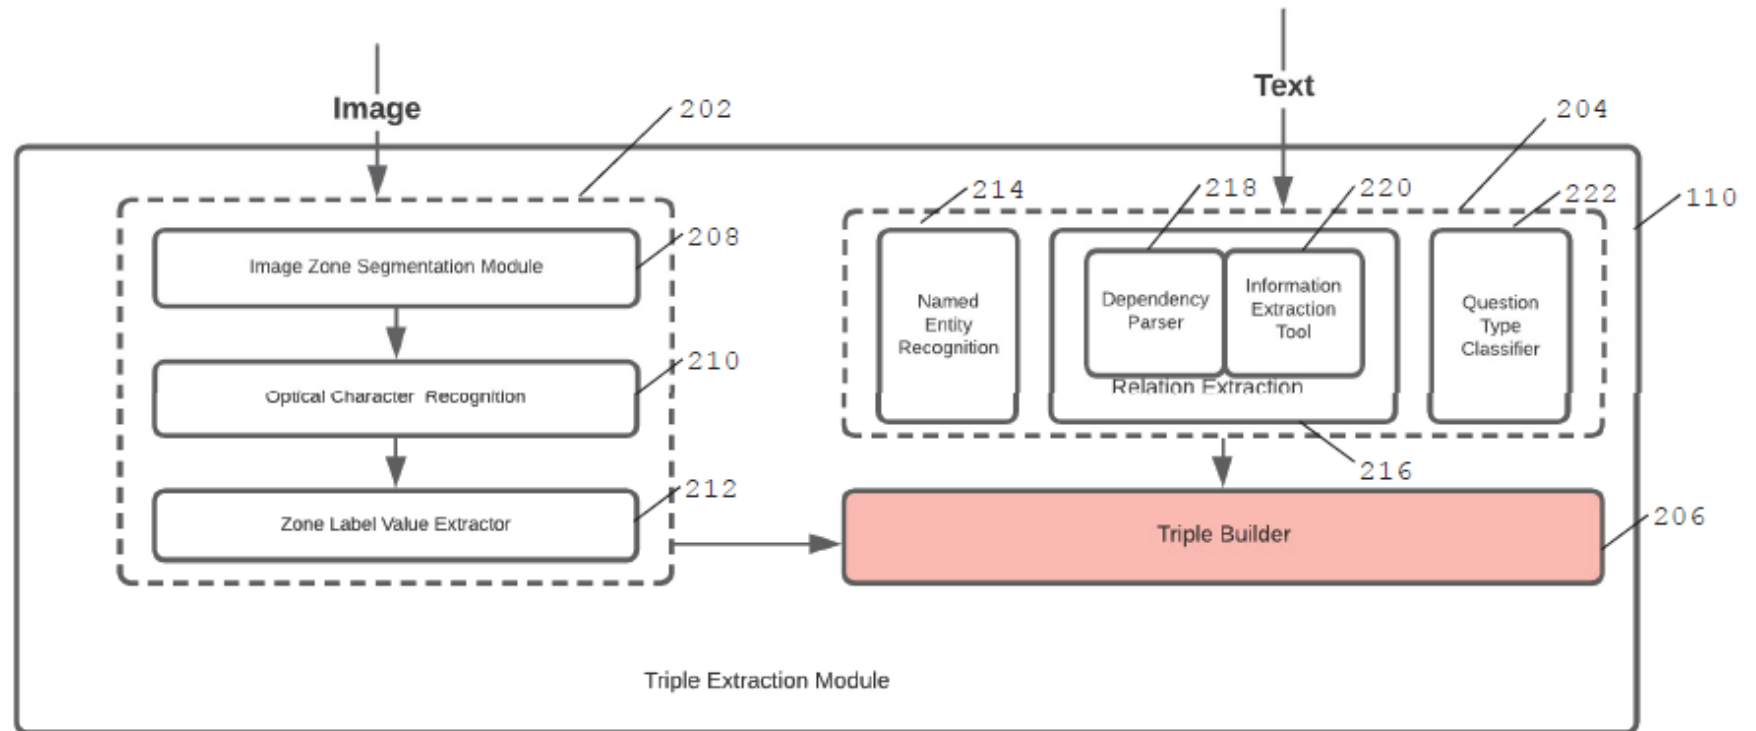 Image
202
Text
204
214
218
220
222
110
208
Image Zone Segmentation Module
Named
Entity
Recognition
Dependency
Parser
Information
Extraction
Tool
Question
Type
Classifier
210
Optical Character Recognition
Relation Extraction
216
212
Zone Label Value Extractor
Triple Builder
206
Triple Extraction Module